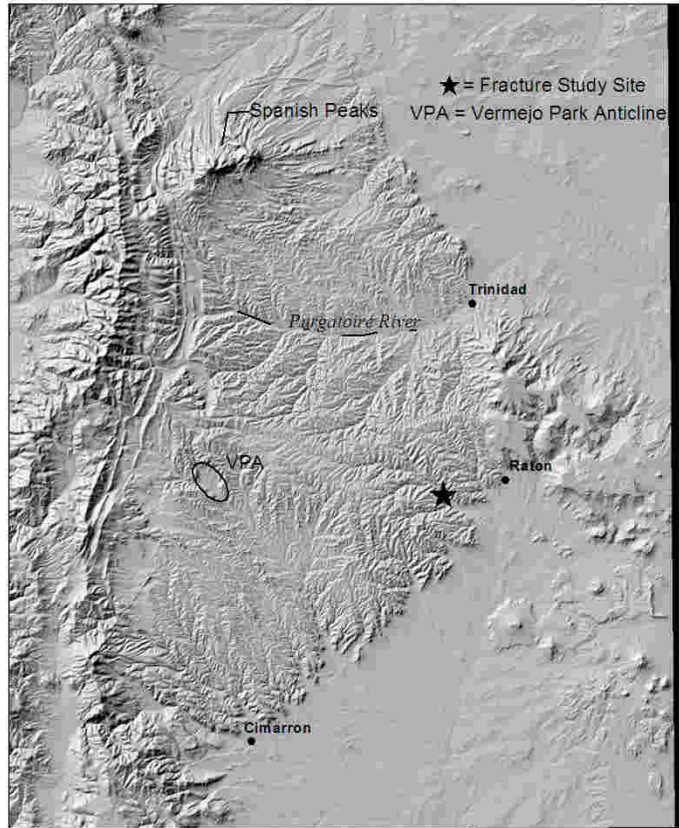 ★ = Fracture Study Site
Spanish Peaks
VPA = Vermejo Park Anticline
Trinidad
Purgatoire River
VPA
Raton
Cimarron